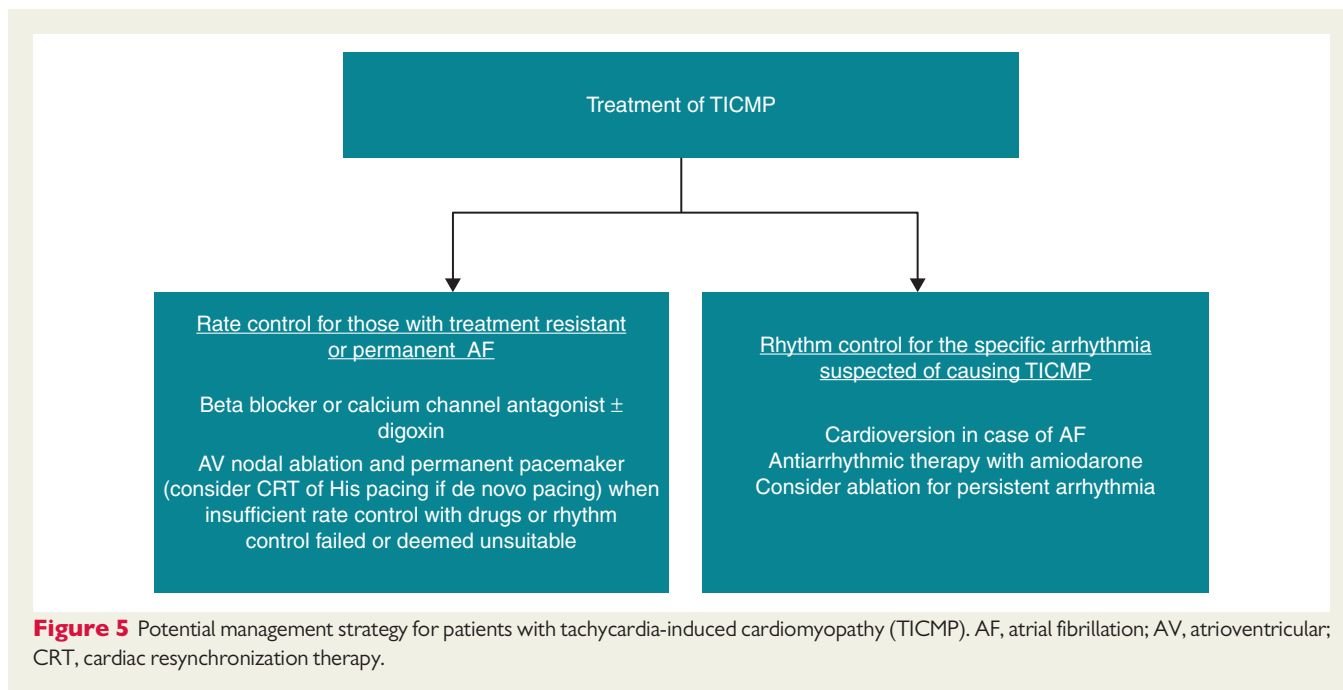 Treatment of TICMP
Rate control for those with treatment resistant
or permanent AF
Beta blocker or calcium channel antagonist ±
digoxin
AV nodal ablation and permanent pacemaker
(consider CRT of His pacing if de novo pacing) when
insufficient rate control with drugs or rhythm
control failed or deemed unsuitable
Rhythm control for the specific arrhythmia
suspected of causing TICMP
Cardioversion in case of AF
Antiarrhythmic therapy with amiodarone
Consider ablation for persistent arrhythmia
Figure 5 Potential management strategy for patients with tachycardia-induced cardiomyopathy (TICMP). AF, atrial fibrillation; AV, atrioventricular;
CRT, cardiac resynchronization therapy.